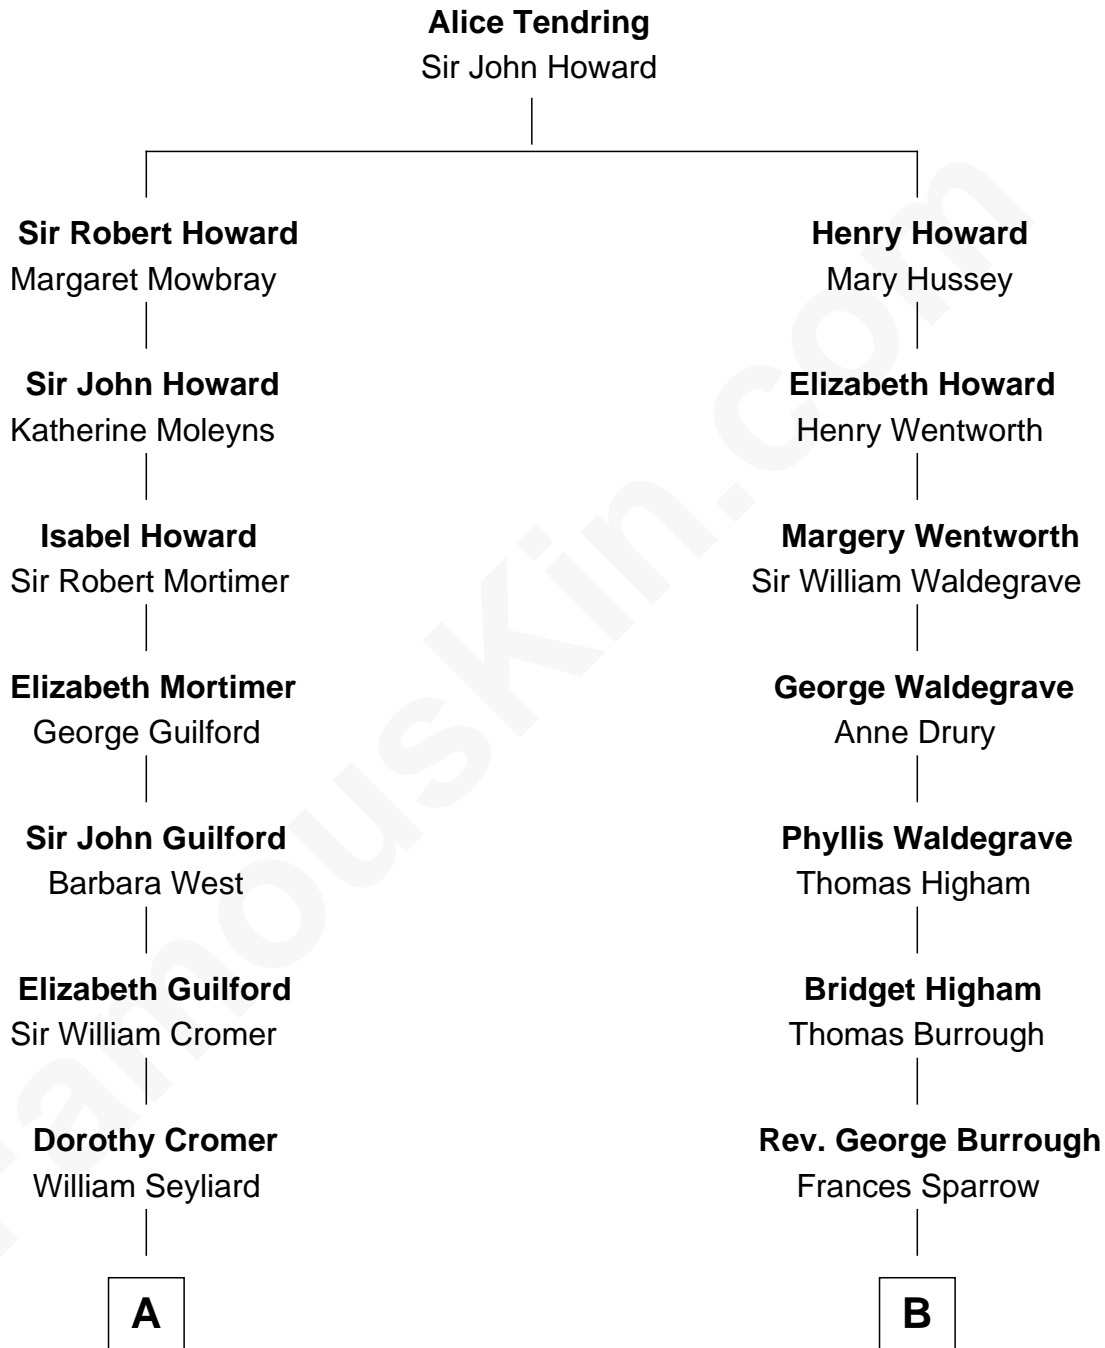 Alice Tendring
Sir John Howard
Sir Robert Howard
Margaret Mowbray
Henry Howard
Mary Hussey
Sir John Howard
Katherine Moleyns
Elizabeth Howard
Henry Wentworth
Isabel Howard
Sir Robert Mortimer
Margery Wentworth
Sir William Waldegrave
Elizabeth Mortimer
George Guilford
George Waldegrave
Anne Drury
Sir John Guilford
Barbara West
Phyllis Waldegrave
Thomas Higham
Elizabeth Guilford
Sir William Cromer
Bridget Higham
Thomas Burrough
Dorothy Cromer
William Seyliard
Rev. George Burrough
Frances Sparrow
A
B
FamousKin.com